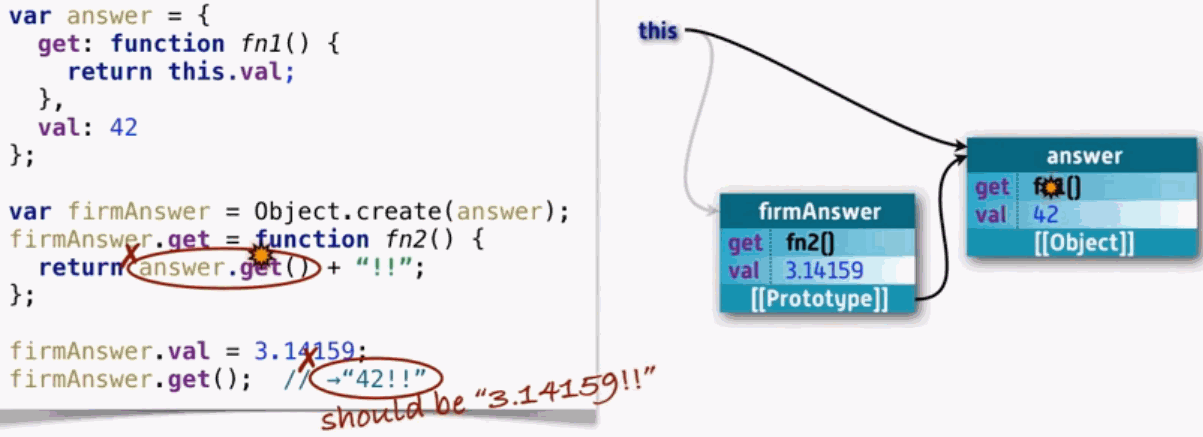 var answer = {
get: function fn1() {
return this.val;
},
val: 42
};
var firmAnswer = Object.create(answer);
firmAnswer.get = function fn2() {
return answer.get() + “!!”;
};
firmAnswer.val = 3.14159;
firmAnswer.get(); // →“42!!”
should be “3.14159!!”
this
answer
get fn1()
val 42
[[Object]]
firmAnswer
get fn2()
val 3.14159
[[Prototype]]